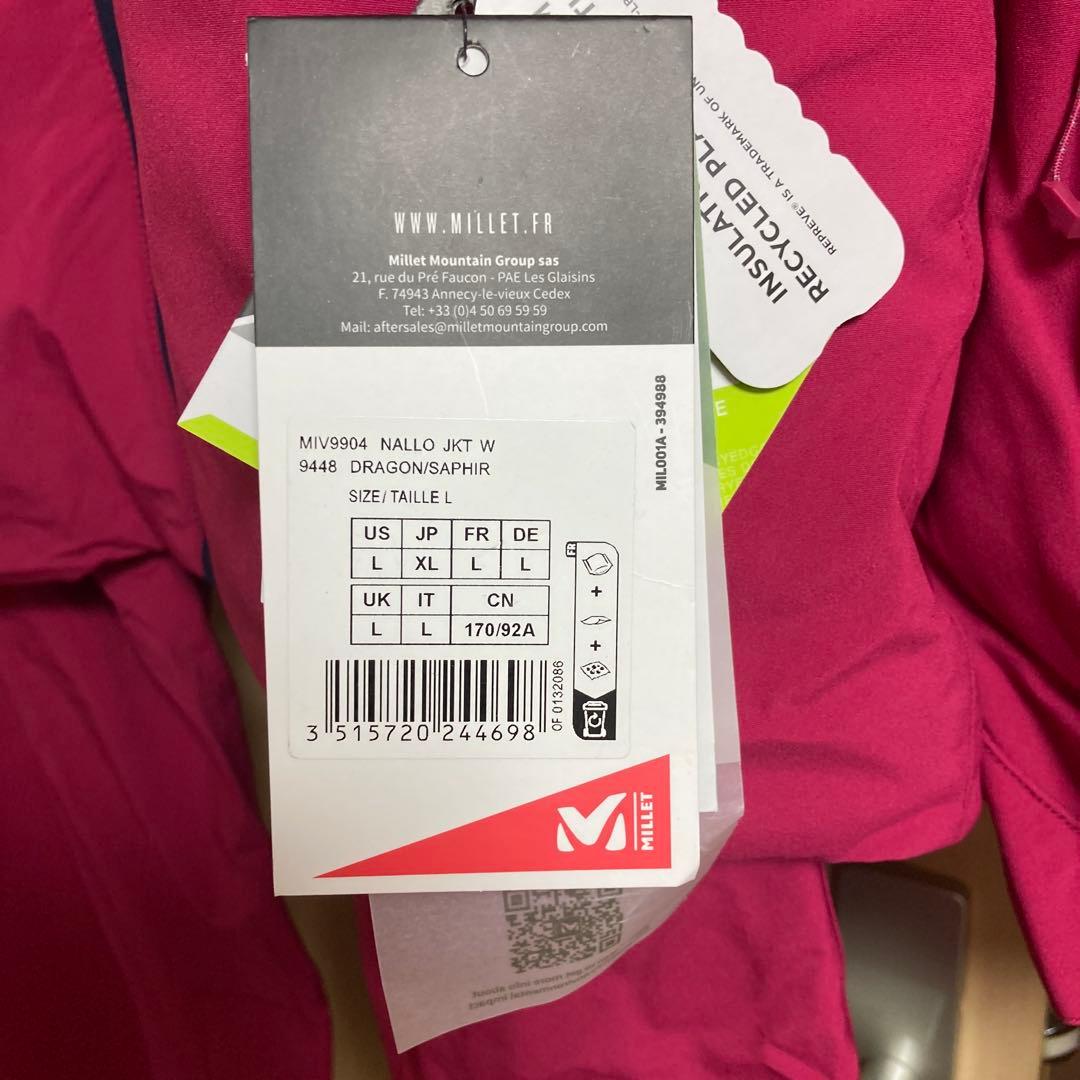 WWW.MILLET.FR
Millet Mountain Group sas
21, rue du Pré Faucon - PAE Les Glaisins
F. 74943 Annecy-le-vieux Cedex
Tel: +33 (0)4 50 69 59 59
Mail: aftersales@milletmountaingroup.com
MIL001A - 394988
MIV9904 NALLO JKT W
9448 DRAGON/SAPHIR
SIZE/TAILLE L
US JP FR DE
L XL L L
UK IT CN
L L 170/92A
3 515720 244698
OF 0132086
MILLET
INSULATI
RECYCLED PLA
REPREVE® IS A TRADEMARK OF UN